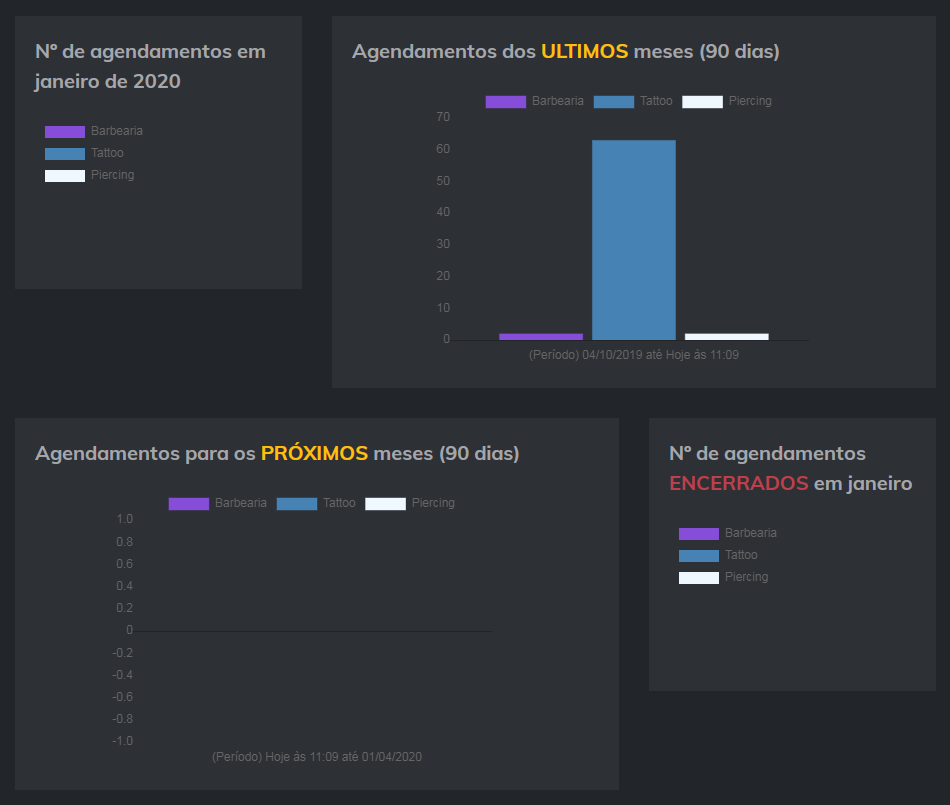 Nº de agendamentos em
janeiro de 2020
Barbearia
Tattoo
Piercing
Agendamentos dos ULTIMOS meses (90 dias)
Barbearia Tattoo Piercing
70
60
50
40
30
20
10
0
(Período) 04/10/2019 até Hoje ás 11:09
Agendamentos para os PRÓXIMOS meses (90 dias)
Barbearia Tattoo Piercing
1.0
0.8
0.6
0.4
0.2
0
-0.2
-0.4
-0.6
-0.8
-1.0
(Período) Hoje ás 11:09 até 01/04/2020
Nº de agendamentos
ENCERRADOS em janeiro
Barbearia
Tattoo
Piercing